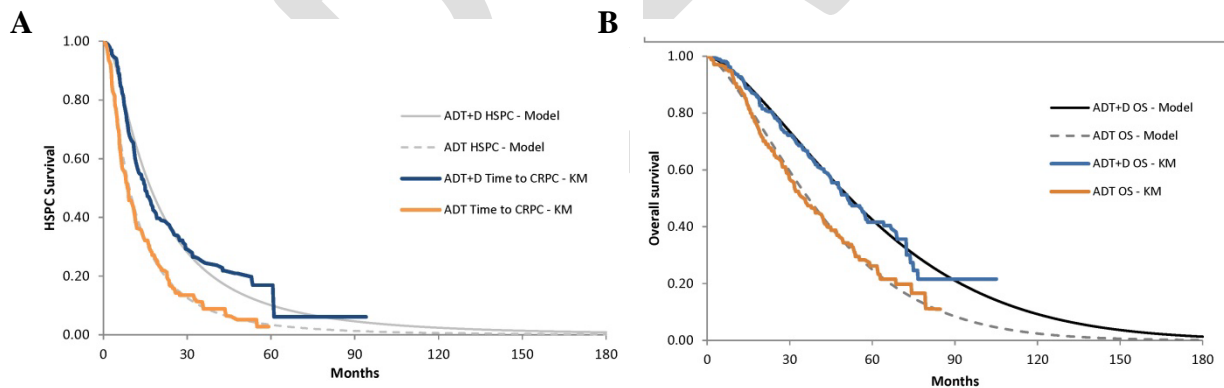 A
1.00
0.80
0.60
0.40
0.20
0.00
HSPC Survival
0
30
60
90
120
150
180
Months
ADT+D HSPC - Model
ADT HSPC - Model
ADT+D Time to CRPC - KM
ADT Time to CRPC - KM
B
1.00
0.80
0.60
0.40
0.20
0.00
Overall survival
0
30
60
90
120
150
180
Months
ADT+D OS - Model
ADT OS - Model
ADT+D OS - KM
ADT OS - KM